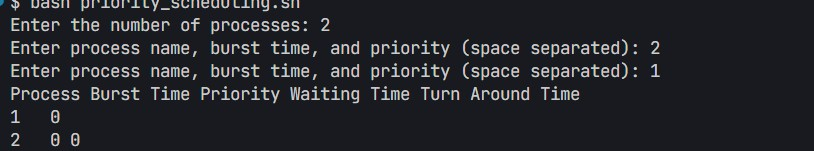 $ bash priority_scheduling.sh
Enter the number of processes: 2
Enter process name, burst time, and priority (space separated): 2
Enter process name, burst time, and priority (space separated): 1
Process Burst Time Priority Waiting Time Turn Around Time
1   0
2   0 0